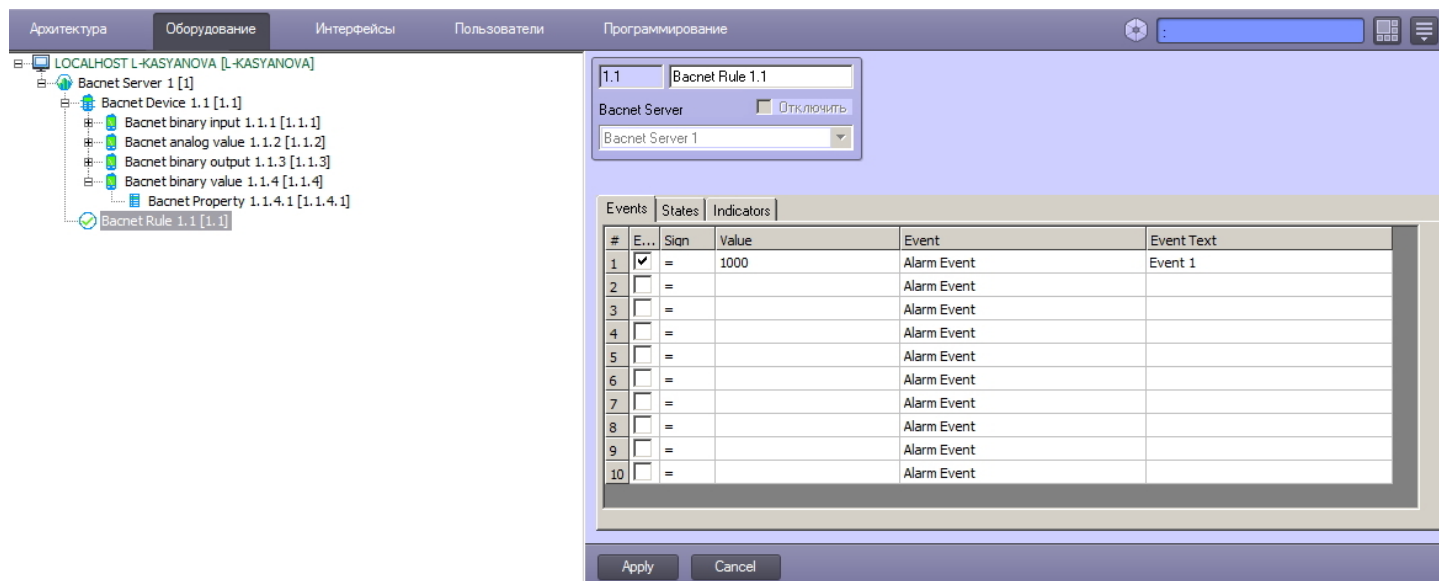 Архитектура Оборудование Интерфейсы Пользователи Программирование :
LOCALHOST L-KASYANOVA [L-KASYANOVA]
Bacnet Server 1 [1]
Bacnet Device 1.1 [1.1]
Bacnet binary input 1.1.1 [1.1.1]
Bacnet analog value 1.1.2 [1.1.2]
Bacnet binary output 1.1.3 [1.1.3]
Bacnet binary value 1.1.4 [1.1.4]
Bacnet Property 1.1.4.1 [1.1.4.1]
Bacnet Rule 1.1 [1.1]
1.1 Bacnet Rule 1.1
Bacnet Server Отключить
Bacnet Server 1
Events States Indicators
# E... Sign Value Event Event Text
1 = 1000 Alarm Event Event 1
2 = Alarm Event
3 = Alarm Event
4 = Alarm Event
5 = Alarm Event
6 = Alarm Event
7 = Alarm Event
8 = Alarm Event
9 = Alarm Event
10 = Alarm Event
Apply Cancel